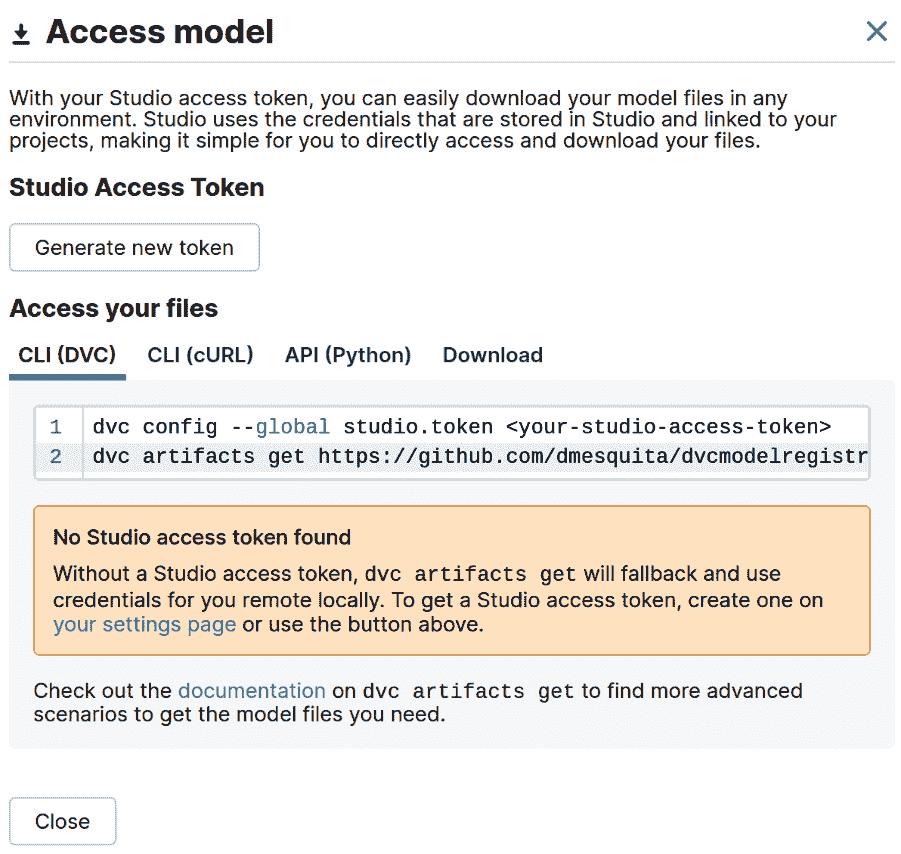 Access model
With your Studio access token, you can easily download your model files in any
environment. Studio uses the credentials that are stored in Studio and linked to your
projects, making it simple for you to directly access and download your files.
Studio Access Token
Generate new token
Access your files
CLI (DVC) CLI (cURL) API (Python) Download
1 dvc config --global studio.token <your-studio-access-token>
2 dvc artifacts get https://github.com/dmesquita/dvcmodelregistr
No Studio access token found
Without a Studio access token, dvc artifacts get will fallback and use
credentials for you remote locally. To get a Studio access token, create one on
your settings page or use the button above.
Check out the documentation on dvc artifacts get to find more advanced
scenarios to get the model files you need.
Close